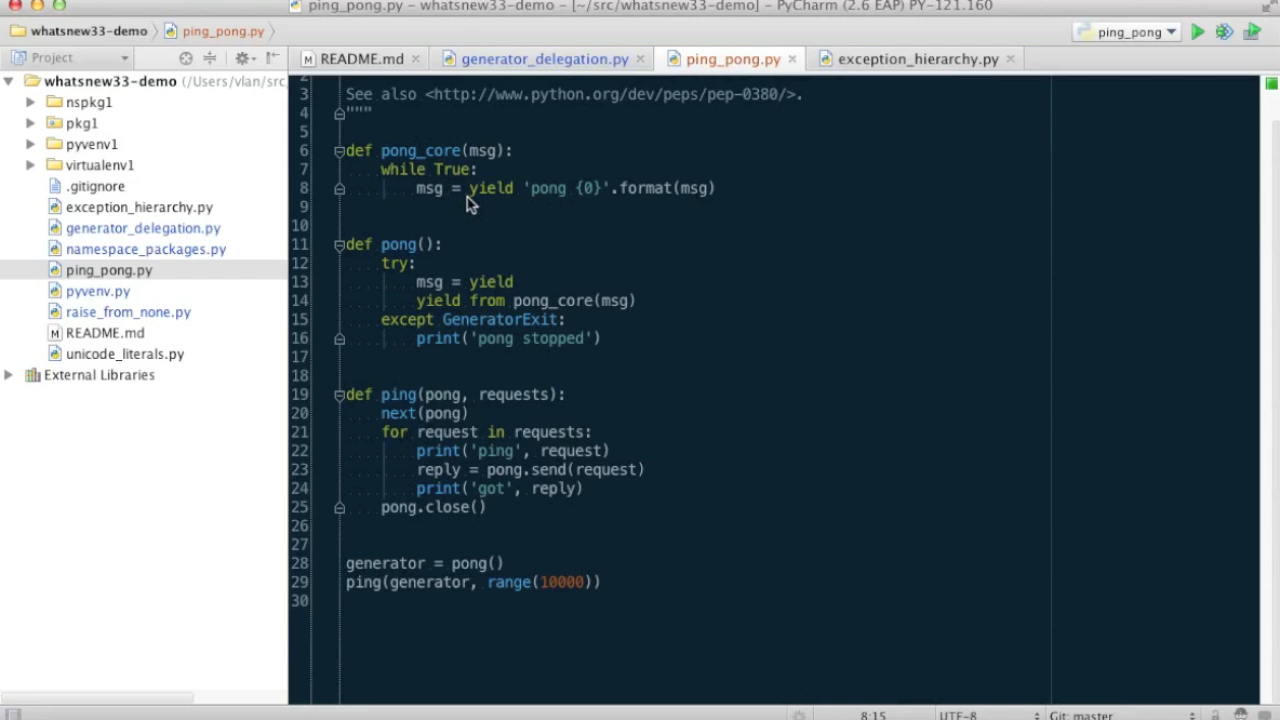 ping_pong.py - whatsnew33-demo - [~/src/whatsnew33-demo] - PyCharm (2.6 EAP) PY-121.160
whatsnew33-demo ping_pong.py ping_pong
Project README.md generator_delegation.py ping_pong.py exception_hierarchy.py
whatsnew33-demo (/Users/vlan/src
nspkg1
pkg1
pyvenv1
virtualenv1
.gitignore
exception_hierarchy.py
generator_delegation.py
namespace_packages.py
ping_pong.py
pyvenv.py
raise_from_none.py
README.md
unicode_literals.py
External Libraries
2
3 See also <http://www.python.org/dev/peps/pep-0380/>.
4 """
5
6 def pong_core(msg):
7 while True:
8 msg = yield 'pong {0}'.format(msg)
9
10
11 def pong():
12 try:
13 msg = yield
14 yield from pong_core(msg)
15 except GeneratorExit:
16 print('pong stopped')
17
18
19 def ping(pong, requests):
20 next(pong)
21 for request in requests:
22 print('ping', request)
23 reply = pong.send(request)
24 print('got', reply)
25 pong.close()
26
27
28 generator = pong()
29 ping(generator, range(10000))
30
8:15 UTF-8 Git: master